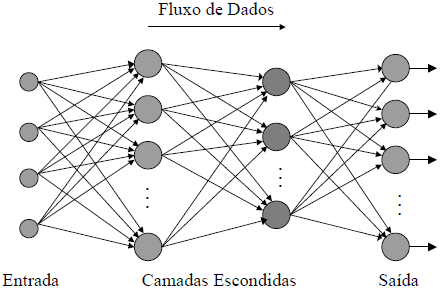 Fluxo de Dados
Entrada
Camadas Escondidas
Saída